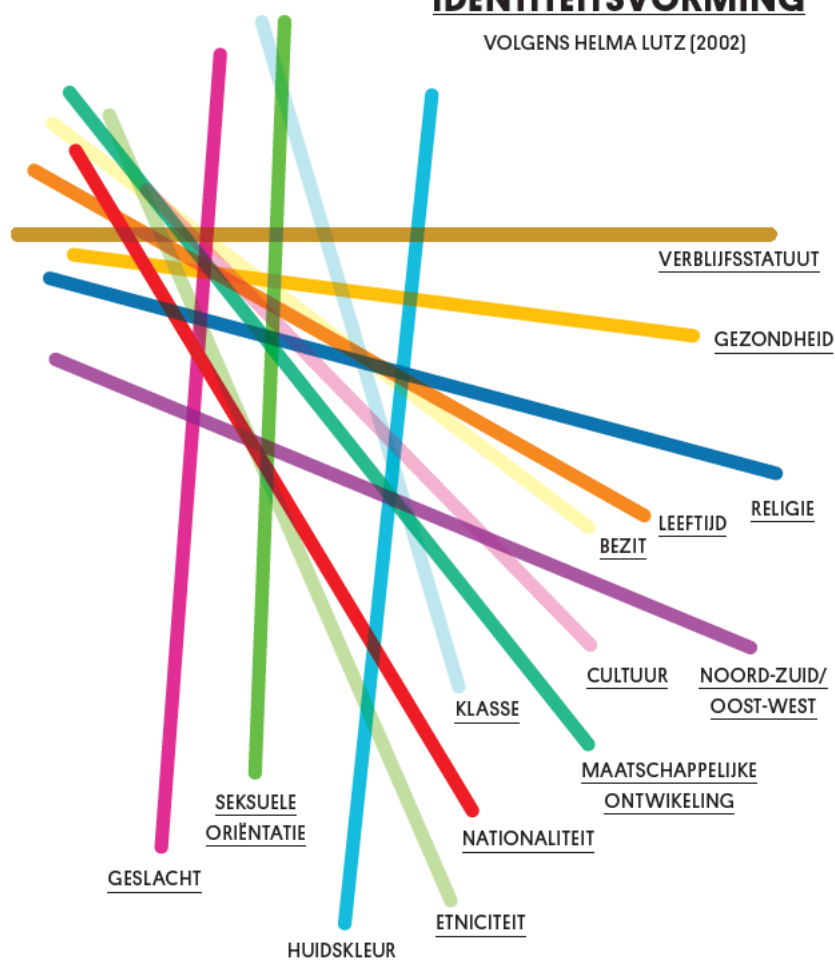 IDENTITEITSVORMING
VOLGENS HELMA LUTZ (2002)
VERBLIJFSSTATUUT
GEZONDHEID
RELIGIE
LEEFTIJD
BEZIT
CULTUUR
NOORD-ZUID/
OOST-WEST
KLASSE
MAATSCHAPPELIJKE
ONTWIKELING
SEKSUELE
ORIËNTATIE
NATIONALITEIT
GESLACHT
ETNICITEIT
HUIDSKLEUR